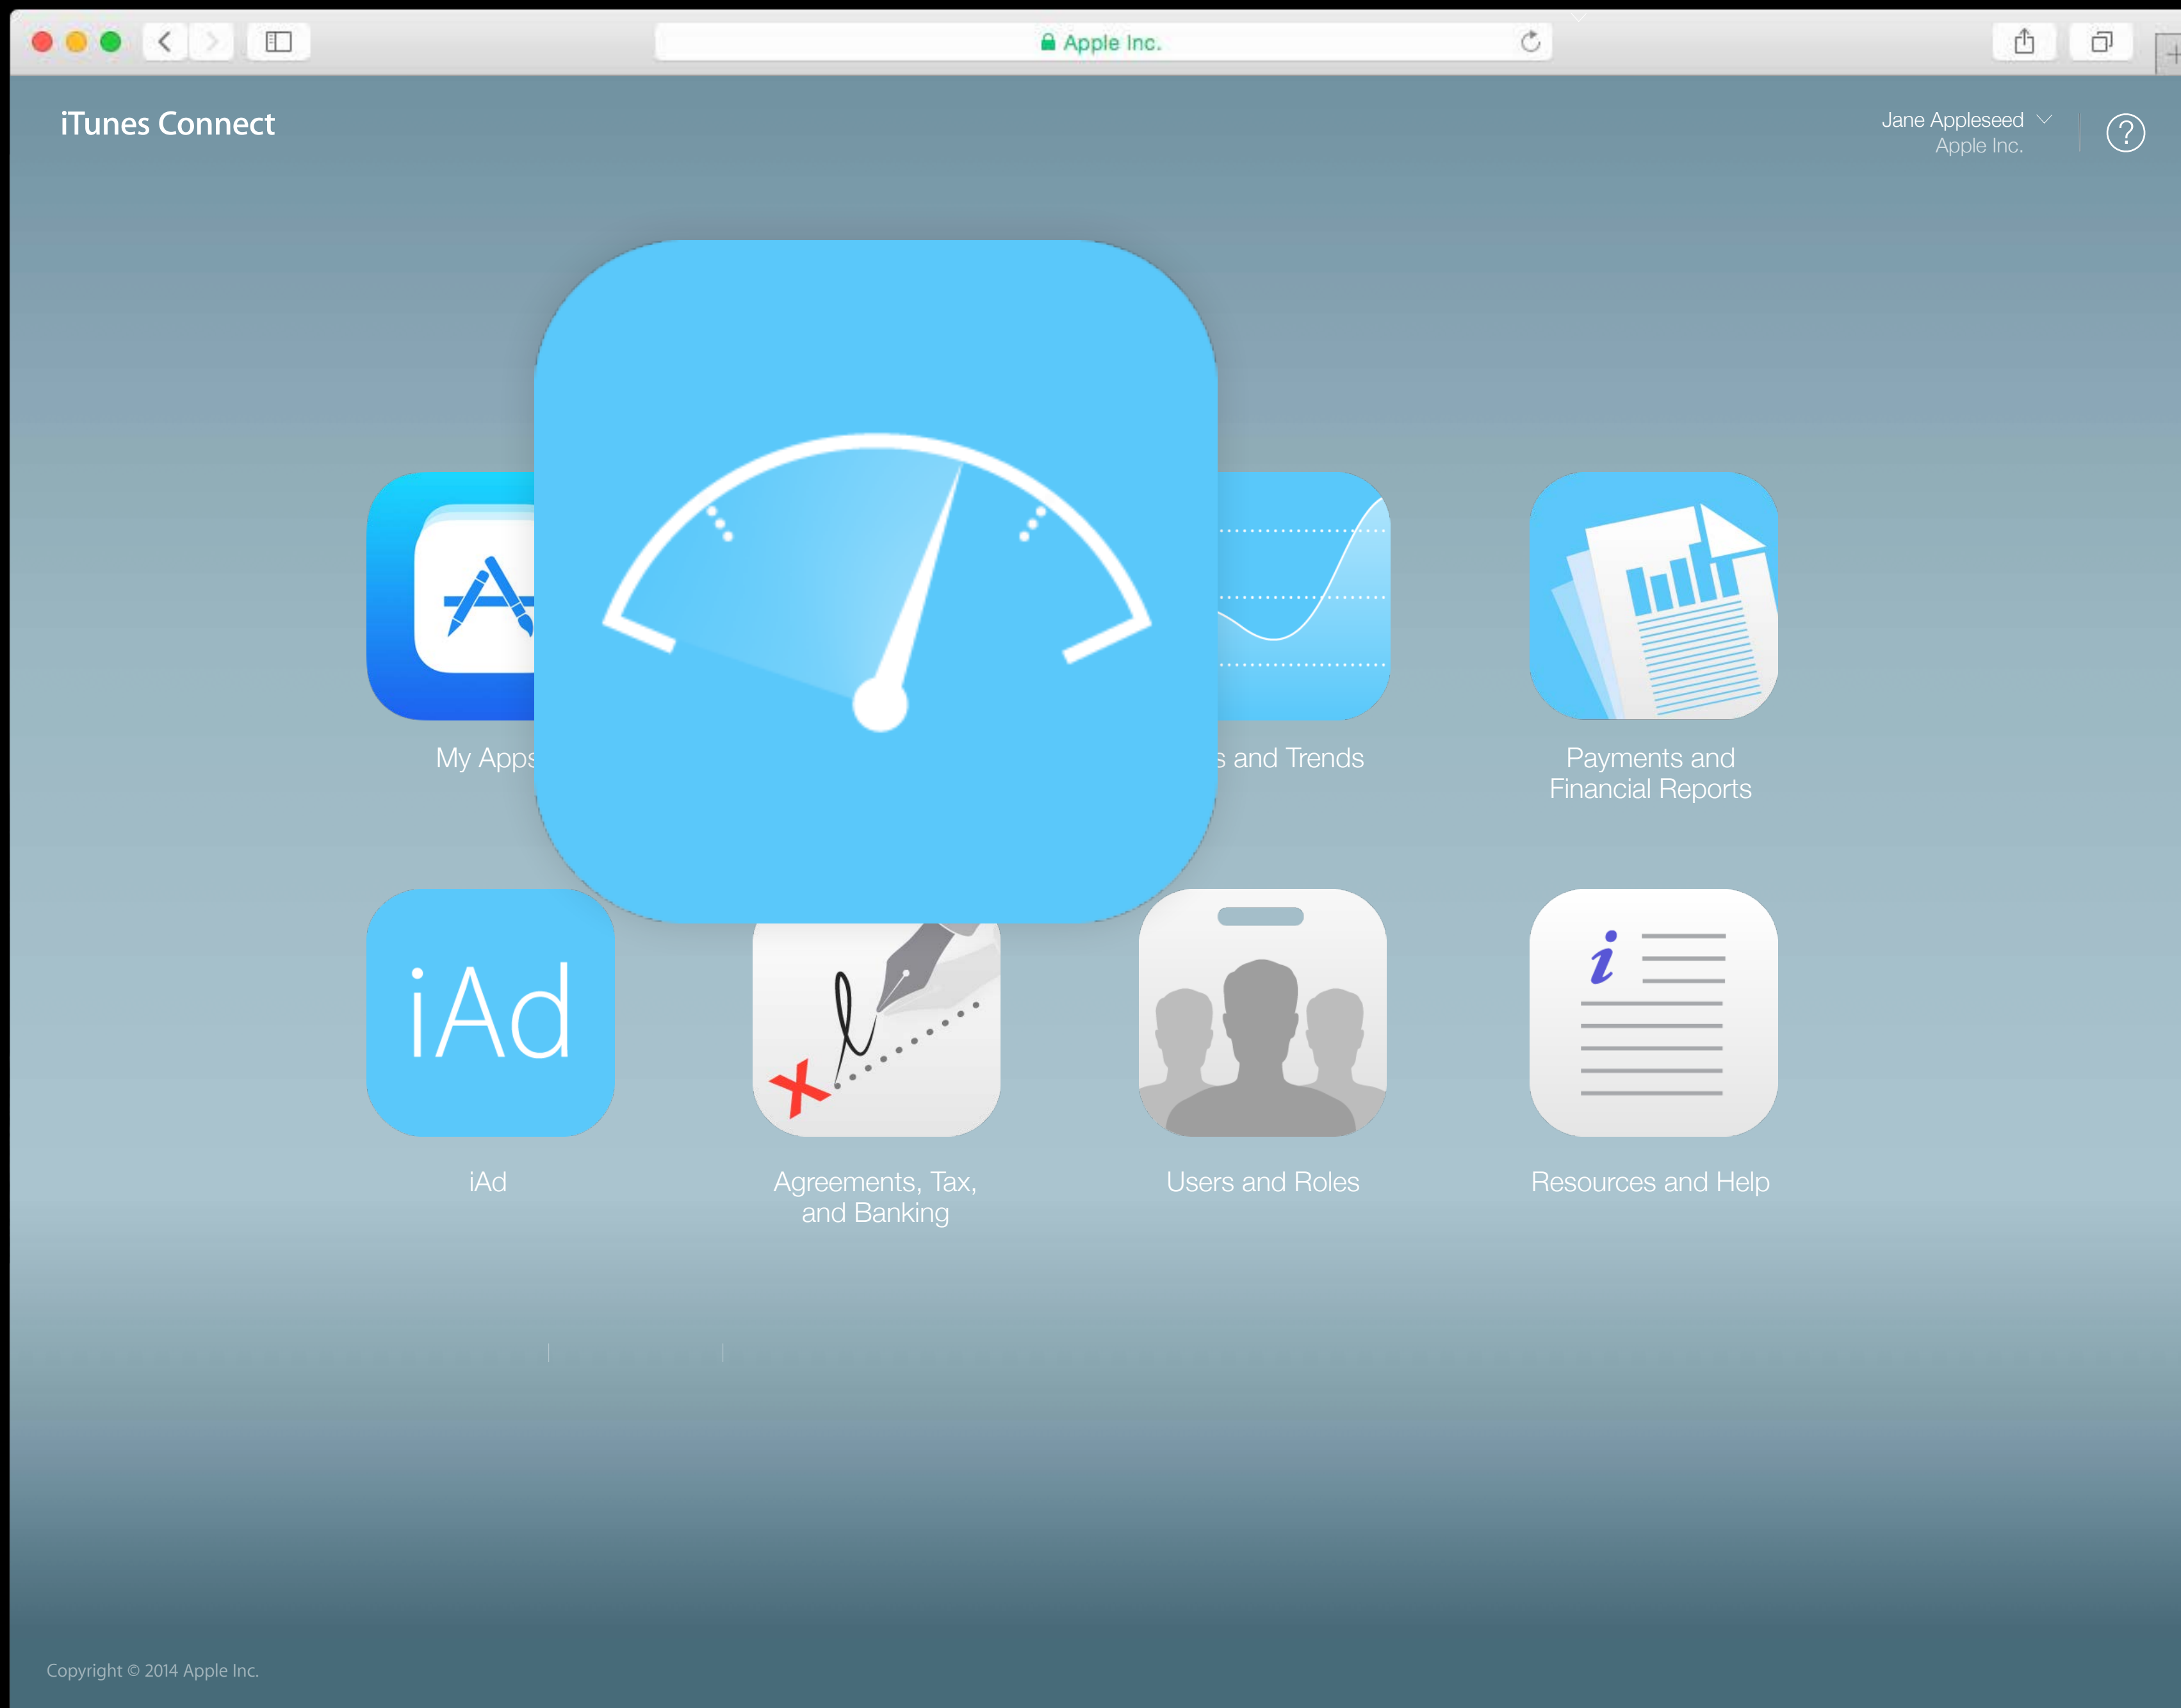 Apple Inc.
iTunes Connect
Jane Appleseed
Apple Inc.
?
My Apps
s and Trends
Payments and
Financial Reports
iAd
i
iAd
Agreements, Tax,
and Banking
Users and Roles
Resources and Help
Copyright © 2014 Apple Inc.